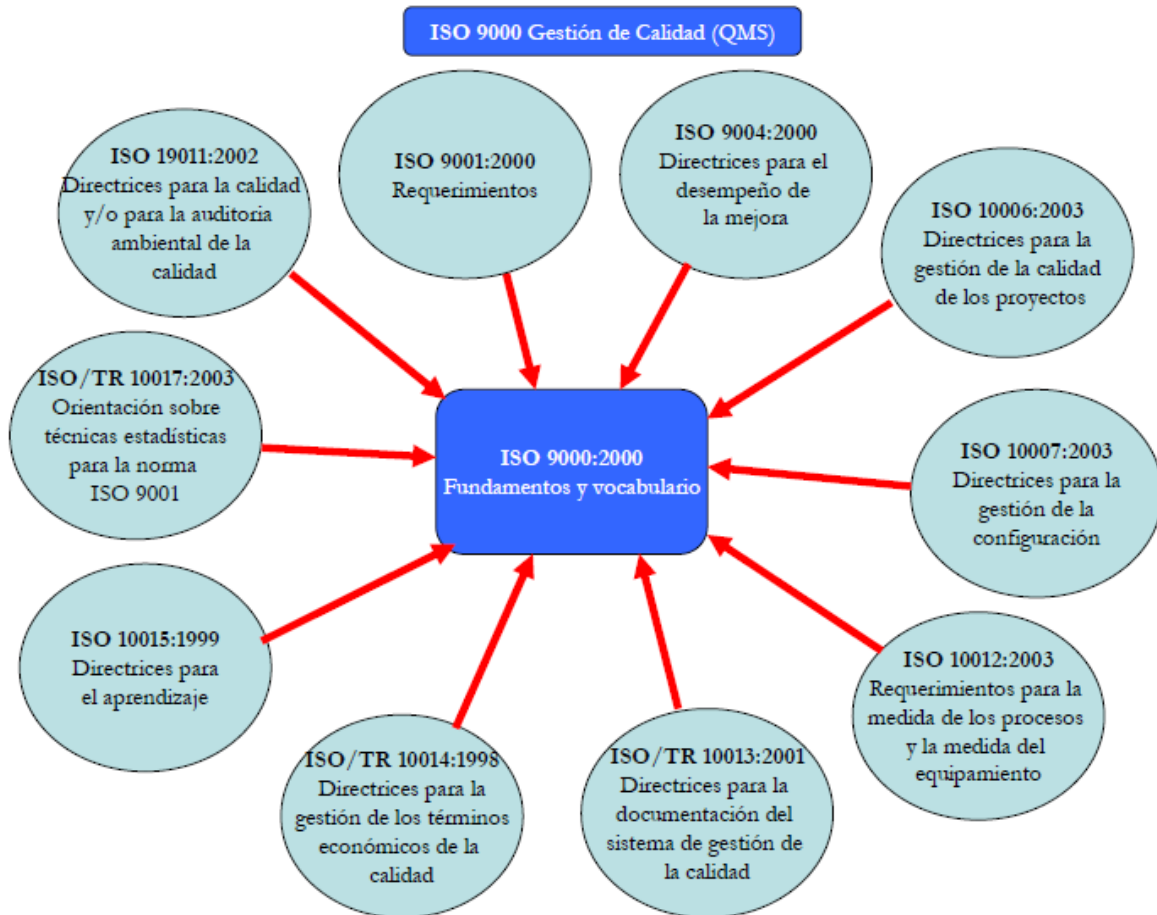 ISO 9000 Gestión de Calidad (QMS)
ISO 19011:2002
Directrices para la calidad
y/o para la auditoria
ambiental de la
calidad
ISO 9001:2000
Requerimientos
ISO 9004:2000
Directrices para el
desempeño de
la mejora
ISO 10006:2003
Directrices para la
gestión de la calidad
de los proyectos
ISO/TR 10017:2003
Orientación sobre
técnicas estadísticas
para la norma
ISO 9001
ISO 9000:2000
Fundamentos y vocabulario
ISO 10007:2003
Directrices para la
gestión de la
configuración
ISO 10015:1999
Directrices para
el aprendizaje
ISO/TR 10014:1998
Directrices para la
gestión de los términos
económicos de la
calidad
ISO/TR 10013:2001
Directrices para la
documentación del
sistema de gestión de
la calidad
ISO 10012:2003
Requerimientos para la
medida de los procesos
y la medida del
equipamiento